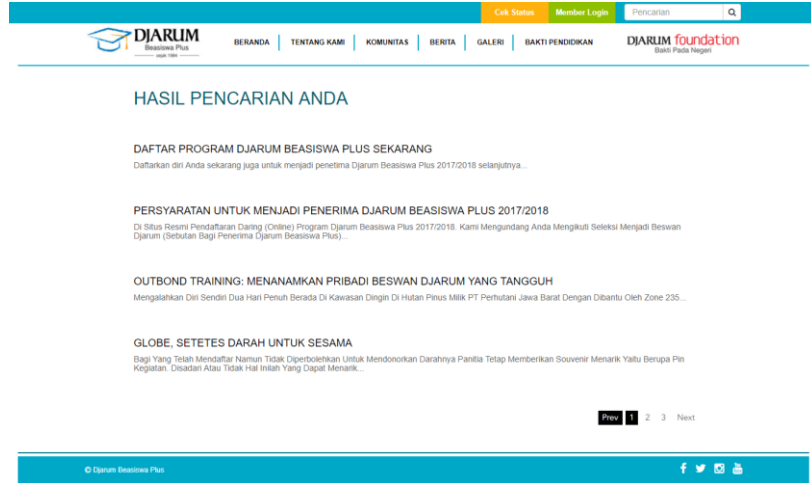 Cek Status Member Login Pencarian
DJARUM
Beasiswa Plus
sejak 1984
BERANDA TENTANG KAMI KOMUNITAS BERITA GALERI BAKTI PENDIDIKAN
DJARUM foundation
Bakti Pada Negeri
HASIL PENCARIAN ANDA
DAFTAR PROGRAM DJARUM BEASISWA PLUS SEKARANG
Daftarkan diri Anda sekarang juga untuk menjadi penetima Djarum Beasiswa Plus 2017/2018 selanjutnya...
PERSYARATAN UNTUK MENJADI PENERIMA DJARUM BEASISWA PLUS 2017/2018
Di Situs Resmi Pendaftaran Daring (Online) Program Djarum Beasiswa Plus 2017/2018. Kami Mengundang Anda Mengikuti Seleksi Menjadi Beswan
Djarum (Sebutan Bagi Penerima Djarum Beasiswa Plus)...
OUTBOND TRAINING: MENANAMKAN PRIBADI BESWAN DJARUM YANG TANGGUH
Mengalahkan Diri Sendiri Dua Hari Penuh Berada Di Kawasan Dingin Di Hutan Pinus Milik PT Perhutani Jawa Barat Dengan Dibantu Oleh Zone 235...
GLOBE, SETETES DARAH UNTUK SESAMA
Bagi Yang Telah Mendaftar Namun Tidak Diperbolehkan Untuk Mendonorkan Darahnya Panitia Tetap Memberikan Souvenir Menarik Yaitu Berupa Pin
Kegiatan. Disadari Atau Tidak Hal Inilah Yang Dapat Menarik...
Prev 1 2 3 Next
© Djarum Beasiswa Plus